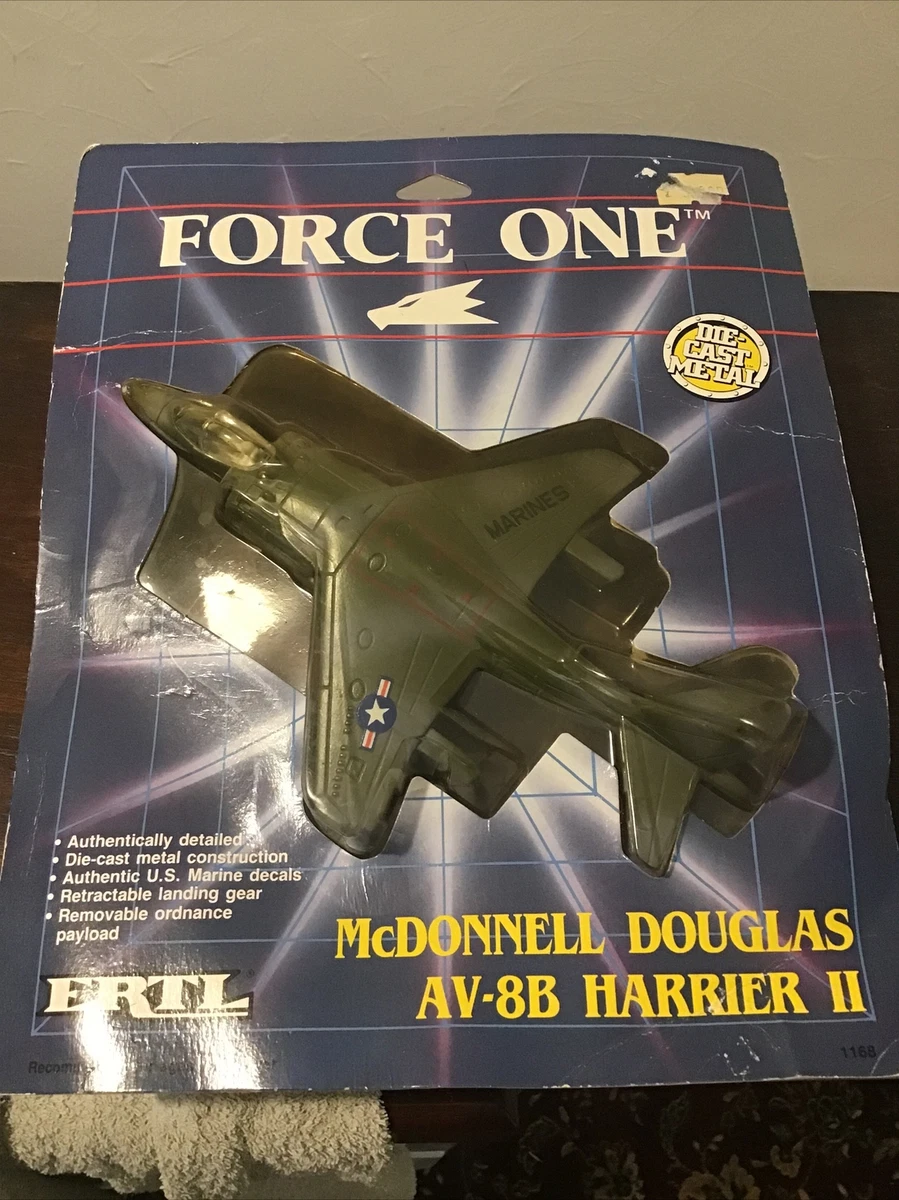 FORCE ONE™
DIE-
CAST
METAL
MARINES
• Authentically detailed
• Die-cast metal construction
• Authentic U.S. Marine decals
• Retractable landing gear
• Removable ordnance
payload
ERTL®
McDONNELL DOUGLAS
AV-8B HARRIER II
1168